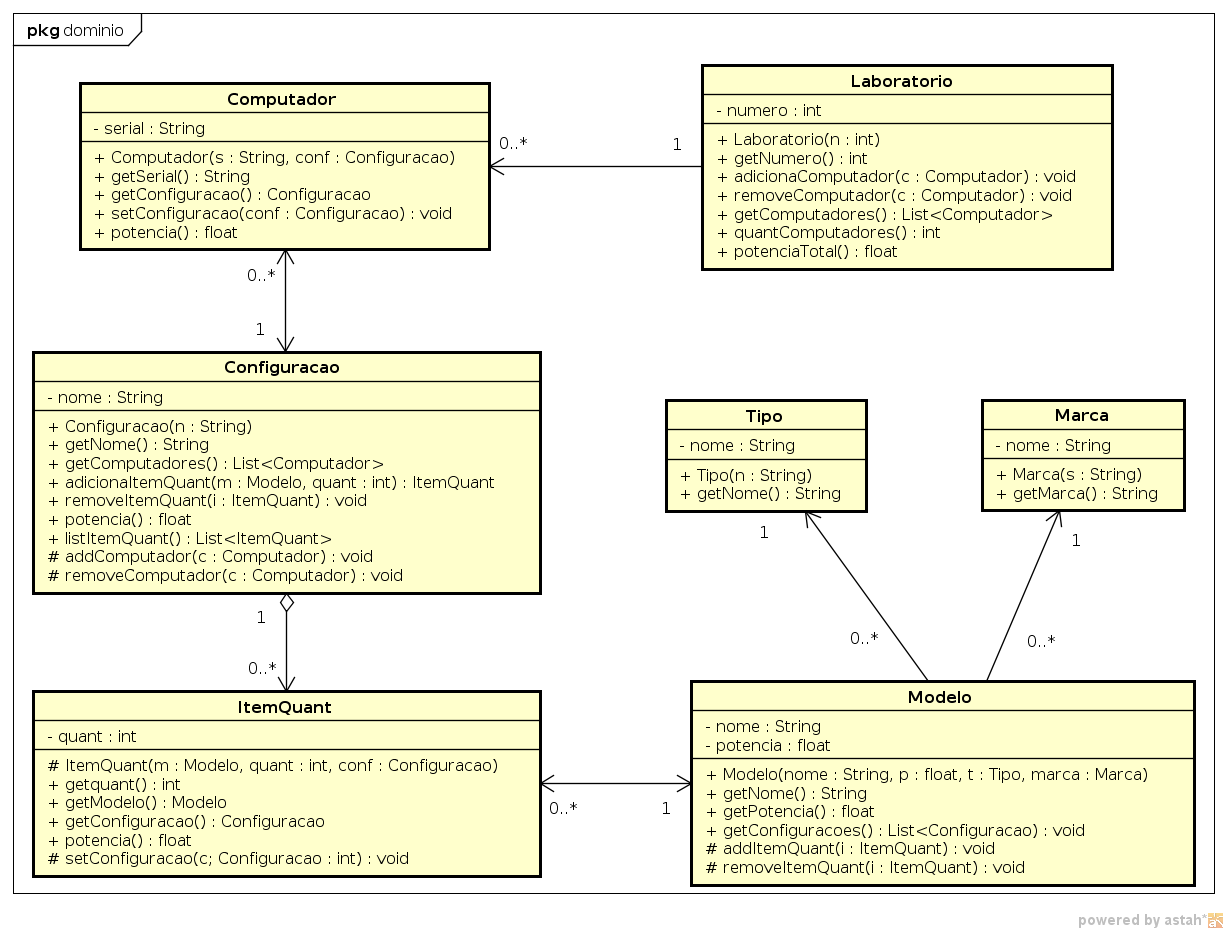 pkg dominio
Computador
- serial : String
+ Computador(s : String, conf : Configuracao)
+ getSerial() : String
+ getConfiguracao() : Configuracao
+ setConfiguracao(conf : Configuracao) : void
+ potencia() : float
0..*
1
Laboratorio
- numero : int
+ Laboratorio(n : int)
+ getNumero() : int
+ adicionaComputador(c : Computador) : void
+ removeComputador(c : Computador) : void
+ getComputadores() : List<Computador>
+ quantComputadores() : int
+ potenciaTotal() : float
0..*
1
Configuracao
- nome : String
+ Configuracao(n : String)
+ getNome() : String
+ getComputadores() : List<Computador>
+ adicionaItemQuant(m : Modelo, quant : int) : ItemQuant
+ removeItemQuant(i : ItemQuant) : void
+ potencia() : float
+ listItemQuant() : List<ItemQuant>
# addComputador(c : Computador) : void
# removeComputador(c : Computador) : void
Tipo
- nome : String
+ Tipo(n : String)
+ getNome() : String
Marca
- nome : String
+ Marca(s : String)
+ getMarca() : String
1
1
0..*
0..*
1
0..*
ItemQuant
- quant : int
# ItemQuant(m : Modelo, quant : int, conf : Configuracao)
+ getquant() : int
+ getModelo() : Modelo
+ getConfiguracao() : Configuracao
+ potencia() : float
# setConfiguracao(c; Configuracao : int) : void
0..*
1
Modelo
- nome : String
- potencia : float
+ Modelo(nome : String, p : float, t : Tipo, marca : Marca)
+ getNome() : String
+ getPotencia() : float
+ getConfiguracoes() : List<Configuracao) : void
# addItemQuant(i : ItemQuant) : void
# removeItemQuant(i : ItemQuant) : void
powered by astah*